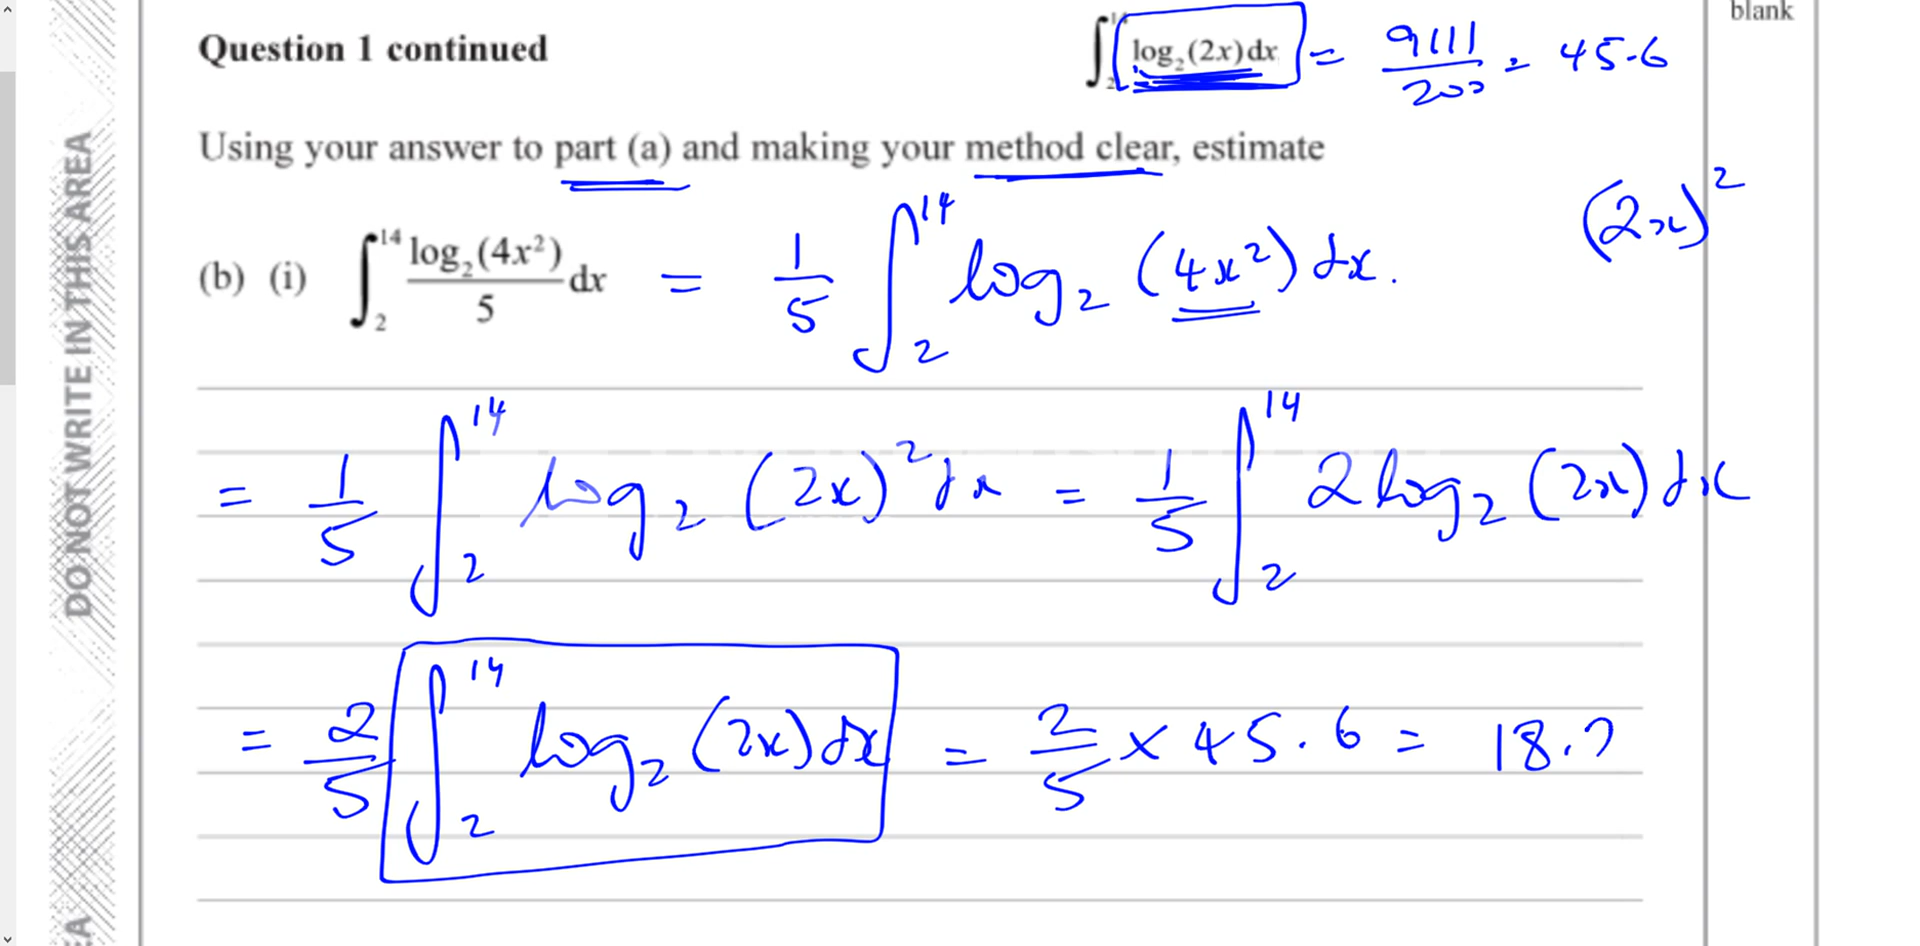 blank
Question 1 continued
∫₂¹⁴ log₂(2x)dx = 9111/200 = 45.6
Using your answer to part (a) and making your method clear, estimate
(2x)²
(b) (i) ∫₂¹⁴ log₂(4x²)/5 dx = 1/5 ∫₂¹⁴ log₂ (4x²) dx.
= 1/5 ∫₂¹⁴ log₂ (2x)² dx = 1/5 ∫₂¹⁴ 2 log₂ (2x) dx
= 2/5 ∫₂¹⁴ log₂ (2x) dx = 2/5 × 45.6 = 18.2
DO NOT WRITE IN THIS AREA
EA